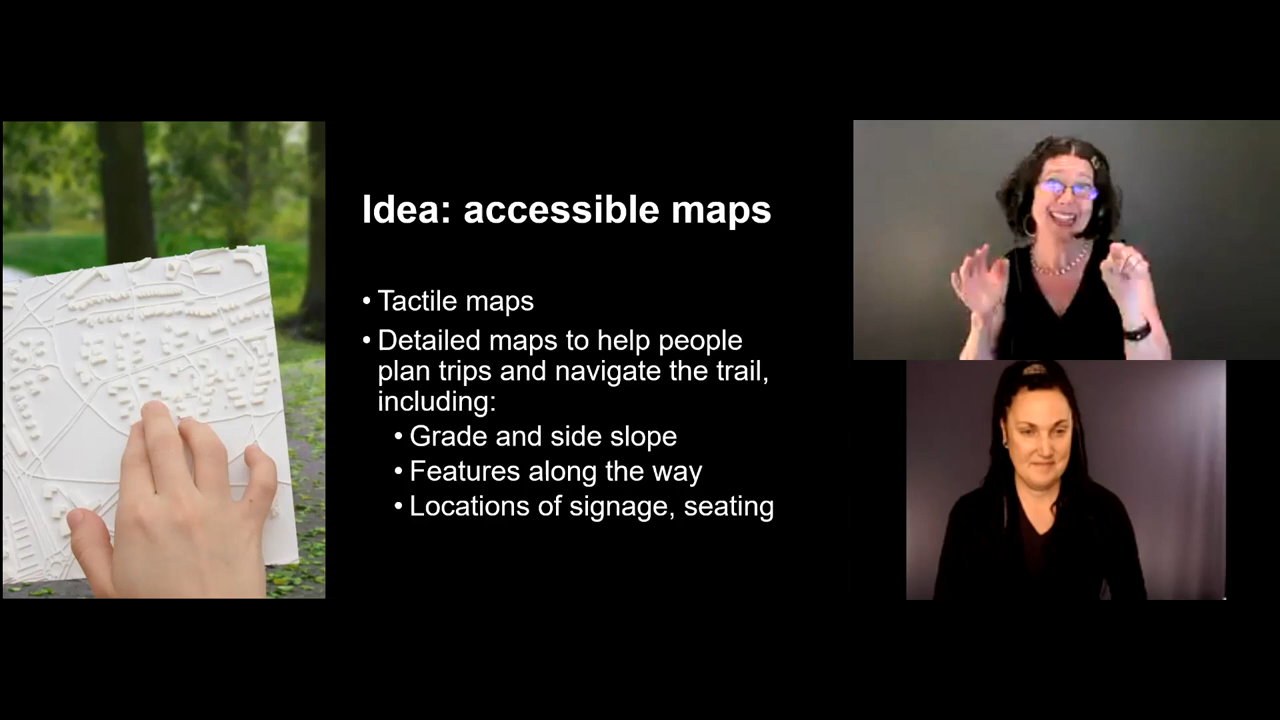 Idea: accessible maps
• Tactile maps
• Detailed maps to help people
plan trips and navigate the trail,
including:
• Grade and side slope
• Features along the way
• Locations of signage, seating